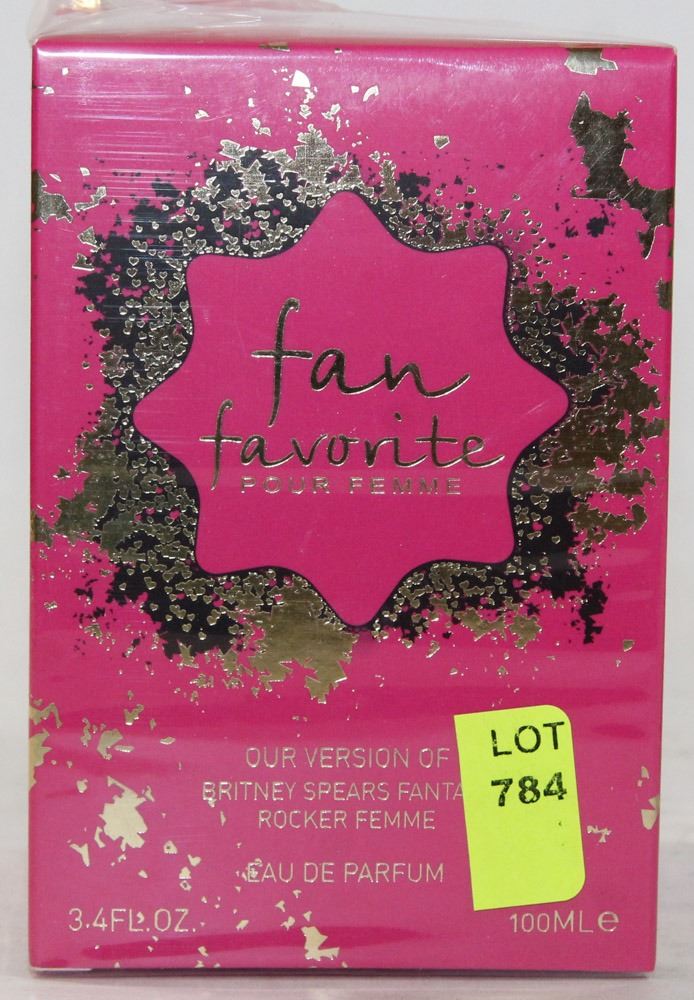 fan
favorite
POUR FEMME
OUR VERSION OF
BRITNEY SPEARS FANTA
ROCKER FEMME
EAU DE PARFUM
3.4FL.OZ.
100ML e
LOT
784